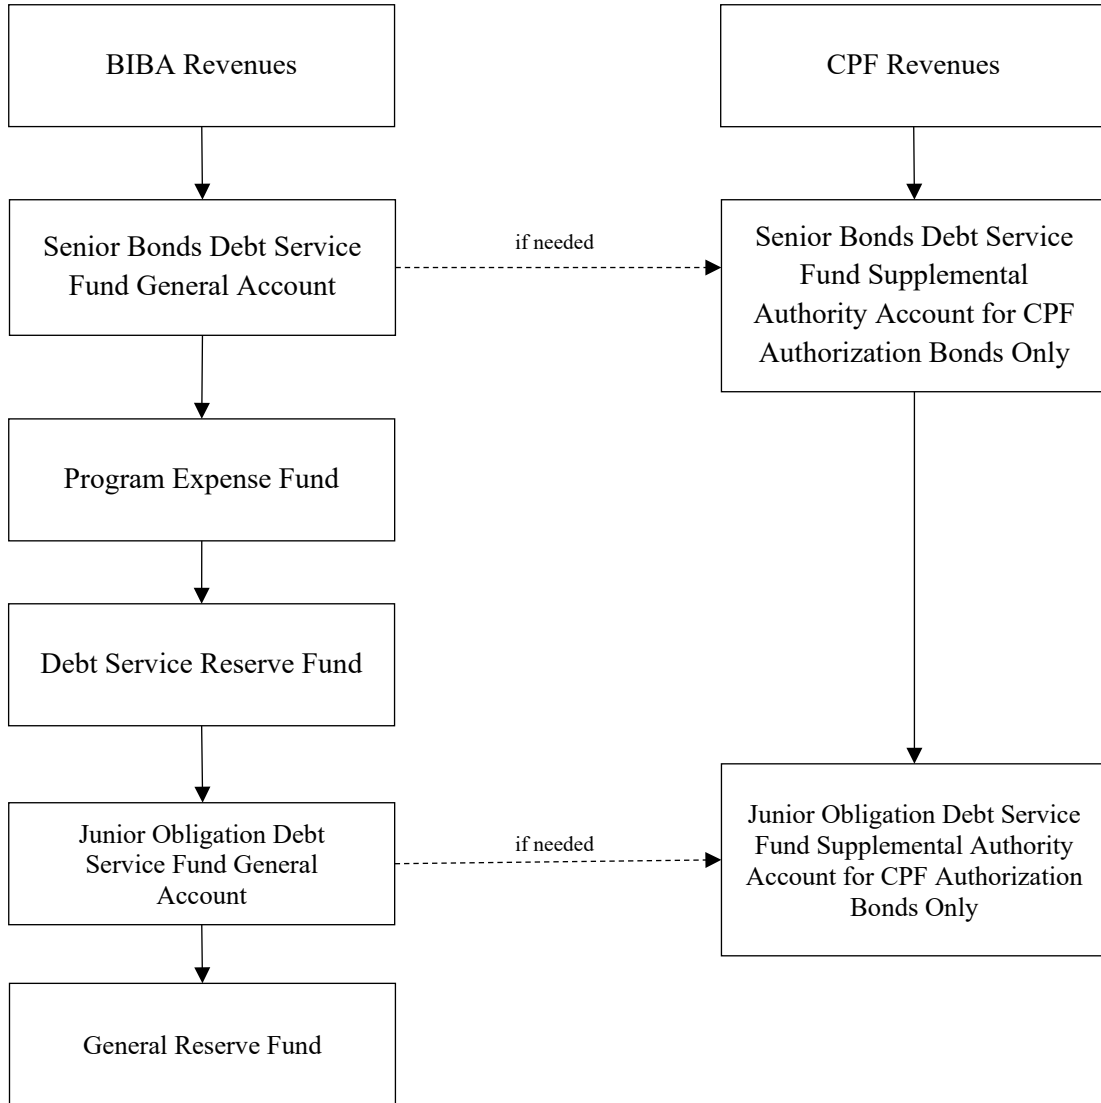 BIBA Revenues
CPF Revenues
Senior Bonds Debt Service
Fund General Account
if needed
Senior Bonds Debt Service
Fund Supplemental
Authority Account for CPF
Authorization Bonds Only
Program Expense Fund
Debt Service Reserve Fund
Junior Obligation Debt
Service Fund General
Account
if needed
Junior Obligation Debt Service
Fund Supplemental Authority
Account for CPF Authorization
Bonds Only
General Reserve Fund